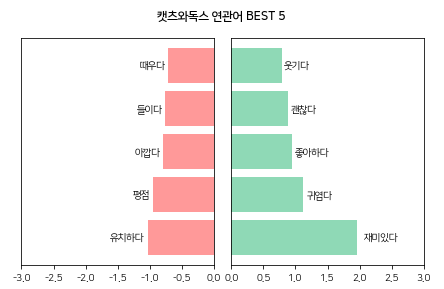 캣츠와독스 연관어 BEST 5
때우다 웃기다
들이다 괜찮다
아깝다 좋아하다
평점 귀엽다
유치하다 재미있다
-3,0 -2,5 -2,0 -1,5 -1,0 -0,5 0,0 0,0 0,5 1,0 1,5 2,0 2,5 3,0